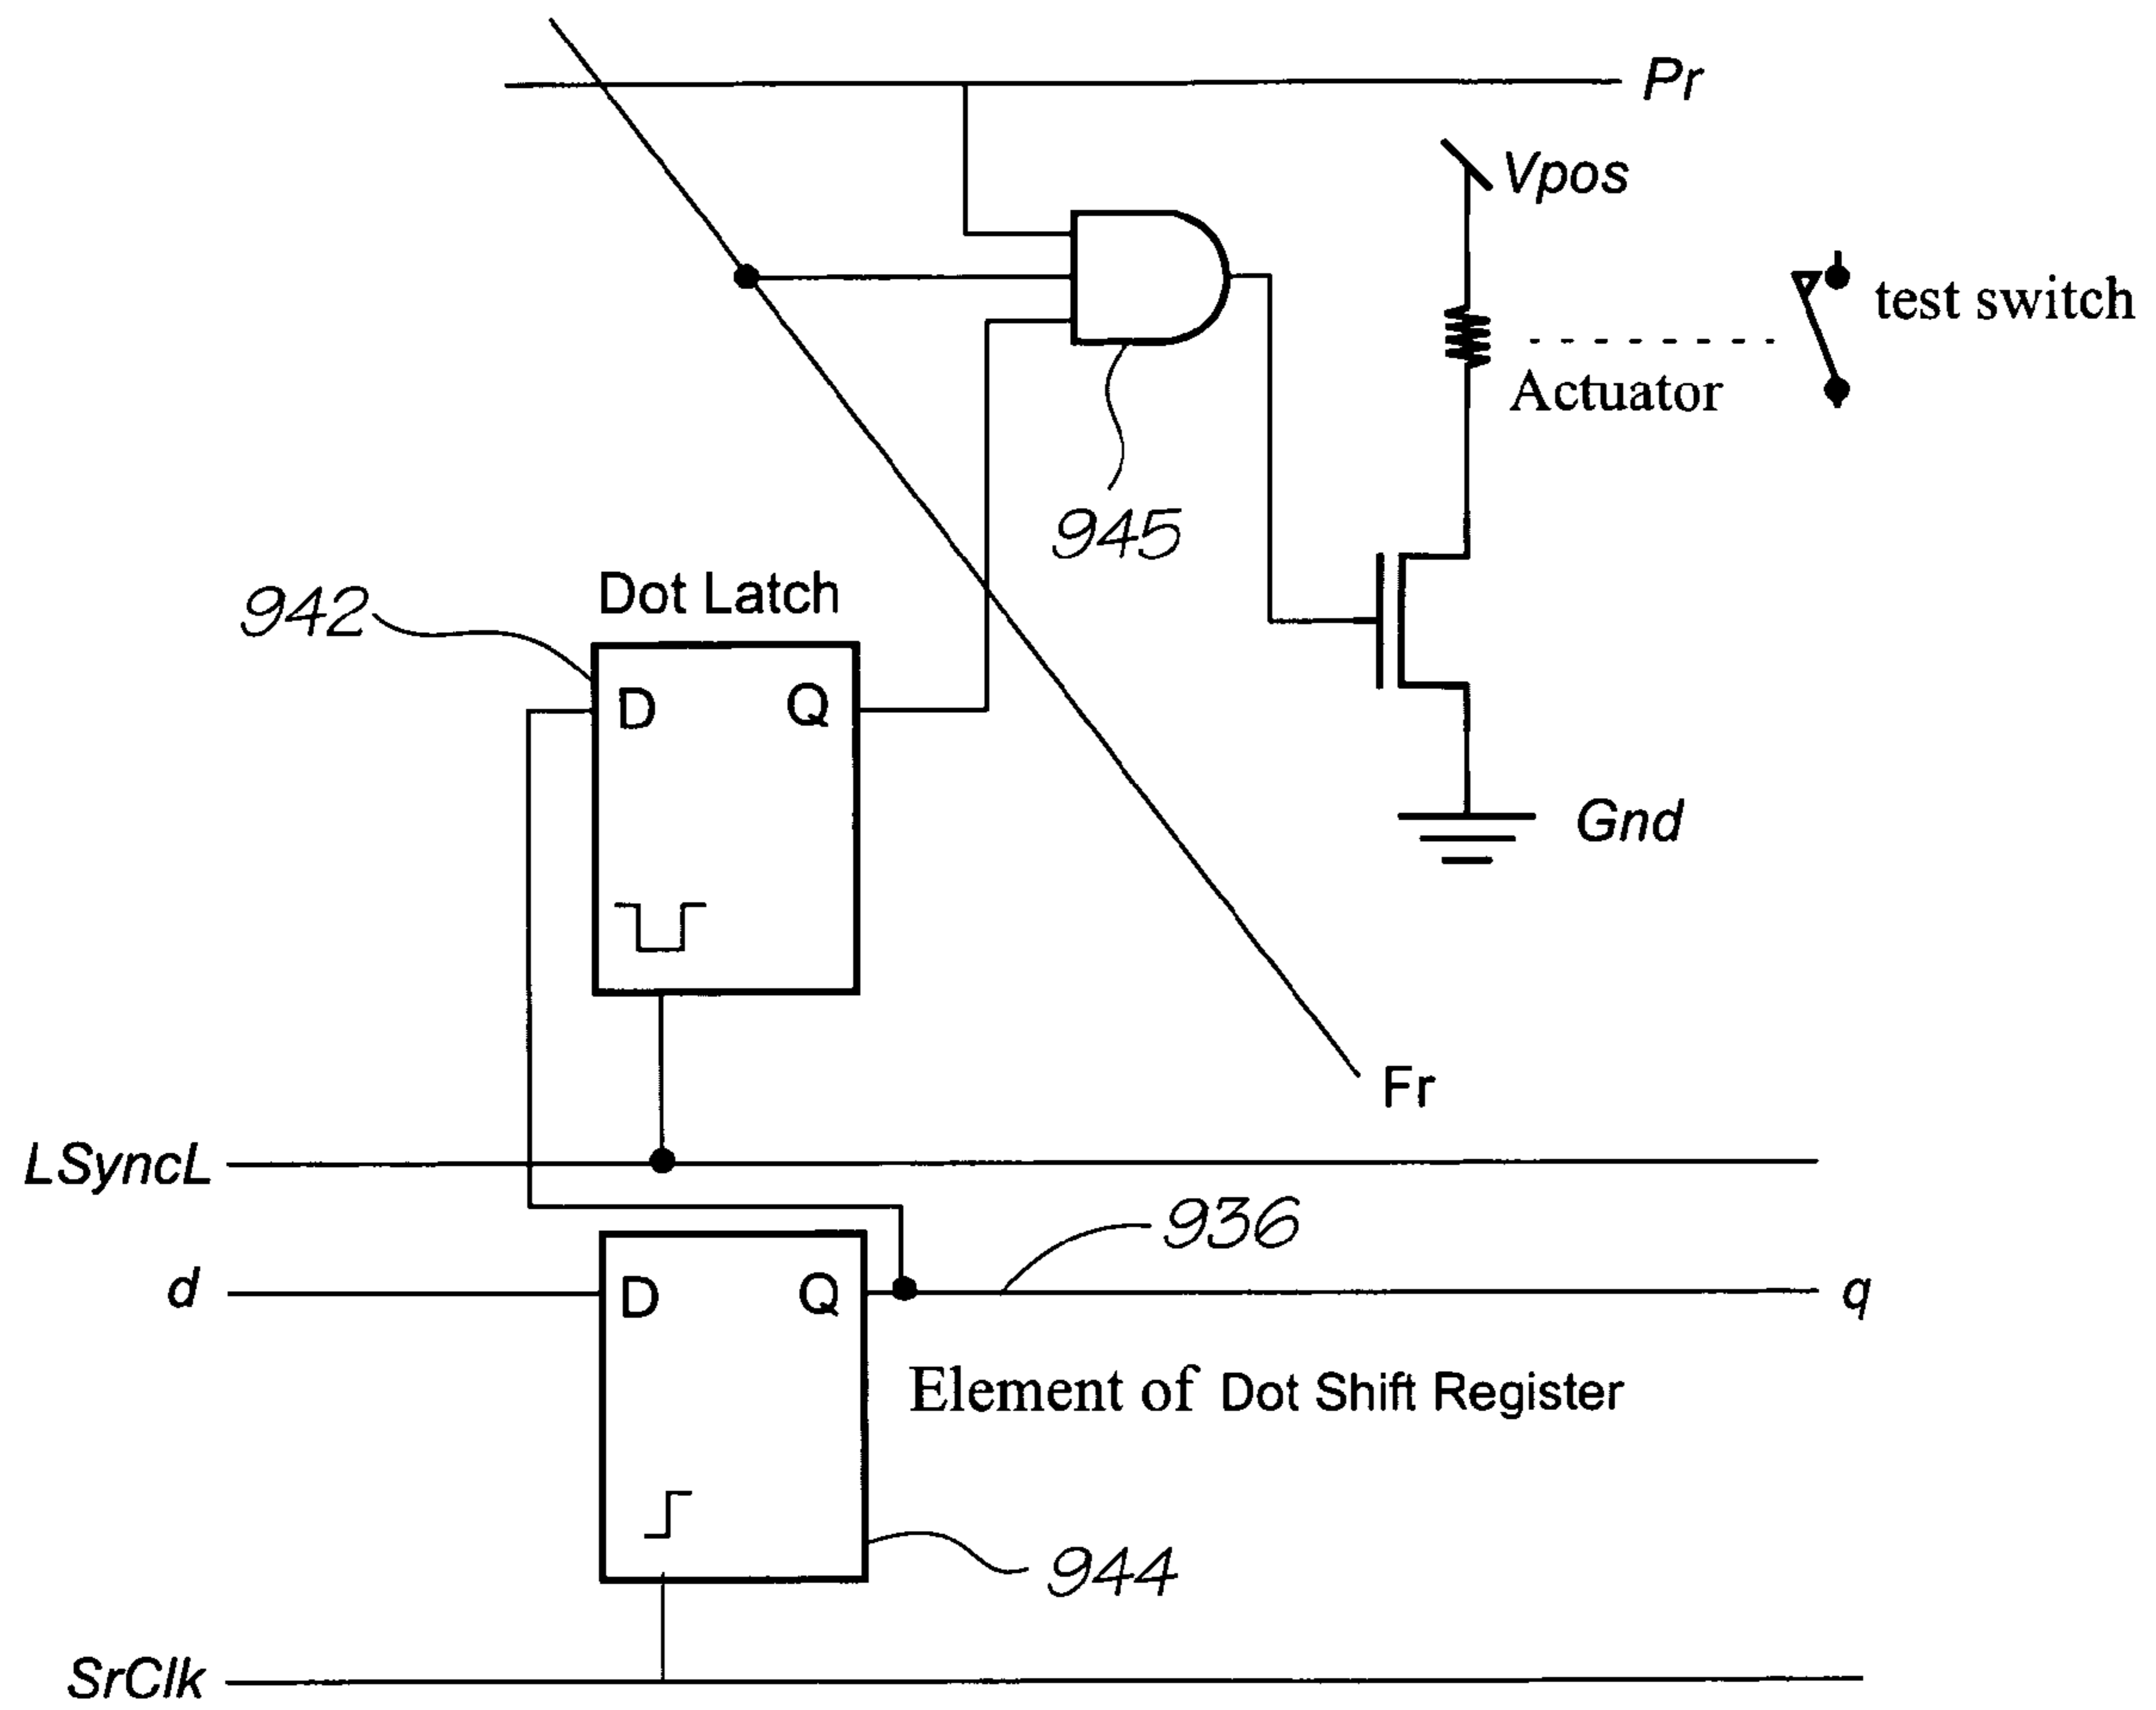 Pr
Vpos
test switch
Actuator
945
942
Dot Latch
D Q
Gnd
Fr
LSyncL
936
d
D Q
q
Element of Dot Shift Register
944
SrClk